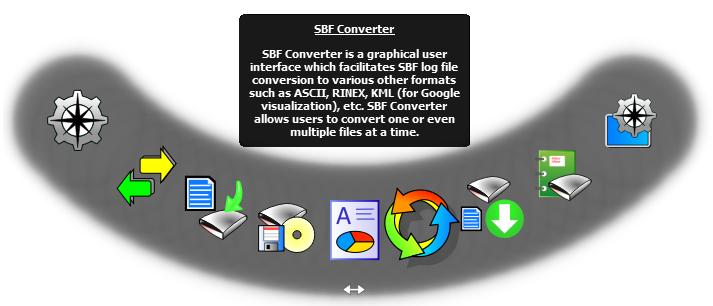 SBF Converter
SBF Converter is a graphical user
interface which facilitates SBF log file
conversion to various other formats
such as ASCII, RINEX, KML (for Google
visualization), etc. SBF Converter
allows users to convert one or even
multiple files at a time.
A